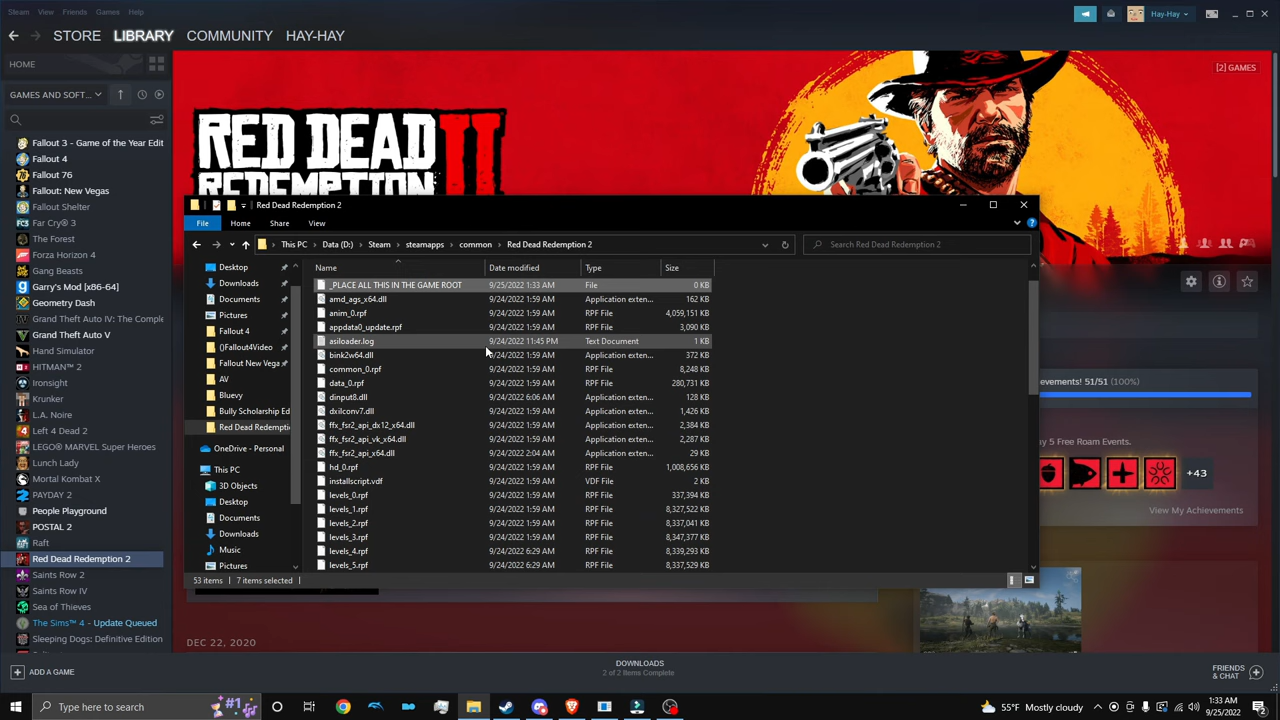 Steam View Friends Games Help
Hay-Hay
STORE LIBRARY COMMUNITY HAY-HAY
HOME
[2] GAMES
GAMES AND SOFT...
RED DEAD
REDEMPTION II
Fallout 3 - Game of the Year Edit
Fallout 4
Fallout 76
Fallout: New Vegas
Fallout Shelter
Far Cry® 3
The Forest
Forza Horizon 4
Gang Beasts
Garry's Mod [x86-64]
Geometry Dash
Grand Theft Auto IV: The Comple
Grand Theft Auto V
Hand Simulator
HITMAN™ 2
Ironsight
Krunker
L.A. Noire
Left 4 Dead 2
LEGO® MARVEL Super Heroes
Lunch Lady
Mortal Kombat X
PAYDAY 2
People Playground
POSTAL 2
Raft
Red Dead Redemption 2
Saints Row 2
Saints Row IV
Sea of Thieves
The Sims™ 4 - Update Queued
Sleeping Dogs: Definitive Edition
Red Dead Redemption 2
File Home Share View
This PC > Data (D:) > Steam > steamapps > common > Red Dead Redemption 2
Search Red Dead Redemption 2
Desktop
Downloads
Documents
Pictures
Fallout 4
()Fallout4Video
Fallout New Vega
AV
Bluevy
Bully Scholarship Ed
Red Dead Redempti
OneDrive - Personal
This PC
3D Objects
Desktop
Documents
Downloads
Music
Pictures
Name Date modified Type Size
_PLACE ALL THIS IN THE GAME ROOT 9/25/2022 1:33 AM File 0 KB
amd_ags_x64.dll 9/24/2022 1:59 AM Application exten... 162 KB
anim_0.rpf 9/24/2022 1:59 AM RPF File 4,059,151 KB
appdata0_update.rpf 9/24/2022 1:59 AM RPF File 3,090 KB
asiloader.log 9/24/2022 11:45 PM Text Document 1 KB
bink2w64.dll 9/24/2022 1:59 AM Application exten... 372 KB
common_0.rpf 9/24/2022 1:59 AM RPF File 8,248 KB
data_0.rpf 9/24/2022 1:59 AM RPF File 280,731 KB
dinput8.dll 9/24/2022 6:06 AM Application exten... 128 KB
dxilconv7.dll 9/24/2022 1:59 AM Application exten... 1,426 KB
ffx_fsr2_api_dx12_x64.dll 9/24/2022 1:59 AM Application exten... 2,384 KB
ffx_fsr2_api_vk_x64.dll 9/24/2022 1:59 AM Application exten... 2,287 KB
ffx_fsr2_api_x64.dll 9/24/2022 2:04 AM Application exten... 29 KB
hd_0.rpf 9/24/2022 1:59 AM RPF File 1,008,656 KB
installscript.vdf 9/24/2022 1:59 AM VDF File 2 KB
levels_0.rpf 9/24/2022 1:59 AM RPF File 337,394 KB
levels_1.rpf 9/24/2022 1:59 AM RPF File 8,327,522 KB
levels_2.rpf 9/24/2022 1:59 AM RPF File 8,337,041 KB
levels_3.rpf 9/24/2022 1:59 AM RPF File 8,347,377 KB
levels_4.rpf 9/24/2022 6:29 AM RPF File 8,339,293 KB
levels_5.rpf 9/24/2022 6:29 AM RPF File 8,337,529 KB
53 items 7 items selected
evements! 51/51 (100%)
y 5 Free Roam Events.
+43
View My Achievements
DEC 22, 2020
ADD A GAME
DOWNLOADS
2 of 2 Items Complete
FRIENDS
& CHAT
Type here to search
#1
55°F Mostly cloudy
1:33 AM
9/25/2022
2